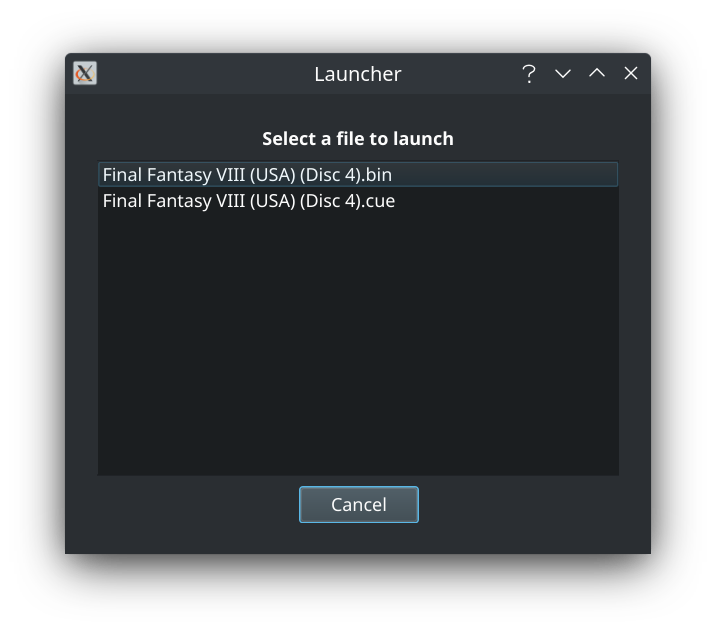 Launcher
Select a file to launch
Final Fantasy VIII (USA) (Disc 4).bin
Final Fantasy VIII (USA) (Disc 4).cue
Cancel